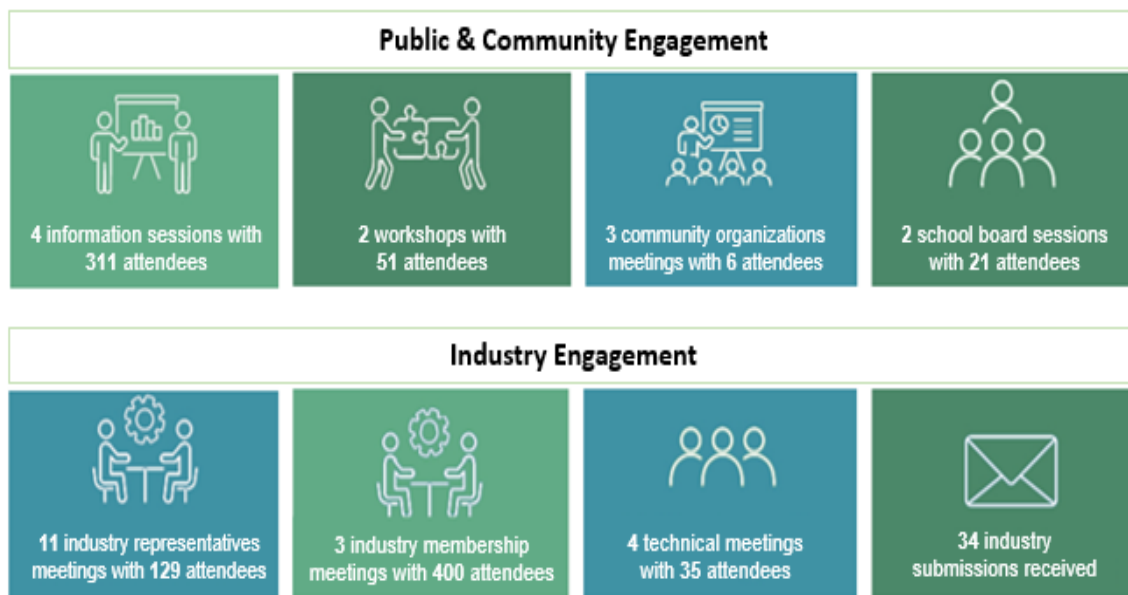 Public & Community Engagement
4 information sessions with
311 attendees
2 workshops with
51 attendees
3 community organizations
meetings with 6 attendees
2 school board sessions
with 21 attendees
Industry Engagement
11 industry representatives
meetings with 129 attendees
3 industry membership
meetings with 400 attendees
4 technical meetings
with 35 attendees
34 industry
submissions received